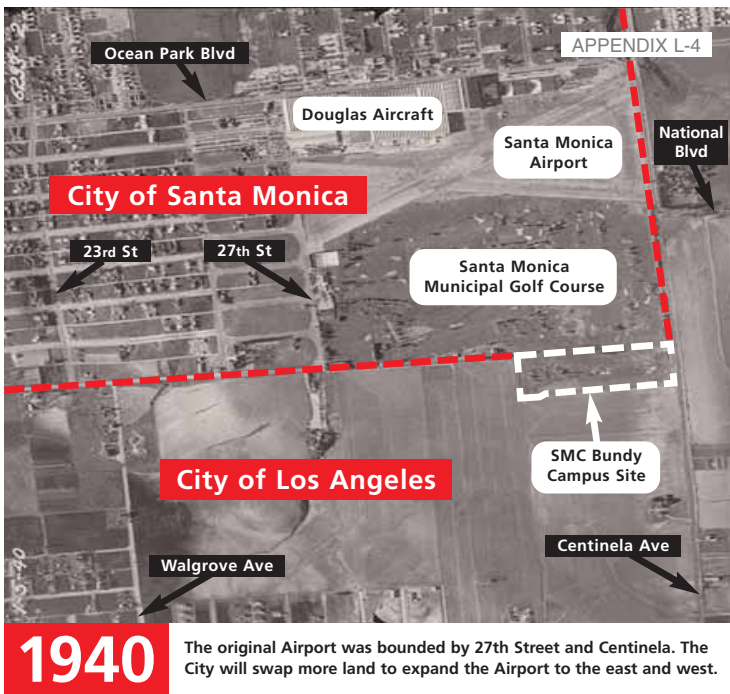 APPENDIX L-4
Ocean Park Blvd
Douglas Aircraft
Santa Monica
Airport
National
Blvd
City of Santa Monica
23rd St
27th St
Santa Monica
Municipal Golf Course
SMC Bundy
Campus Site
City of Los Angeles
Centinela Ave
Walgrove Ave
1940
The original Airport was bounded by 27th Street and Centinela. The
City will swap more land to expand the Airport to the east and west.